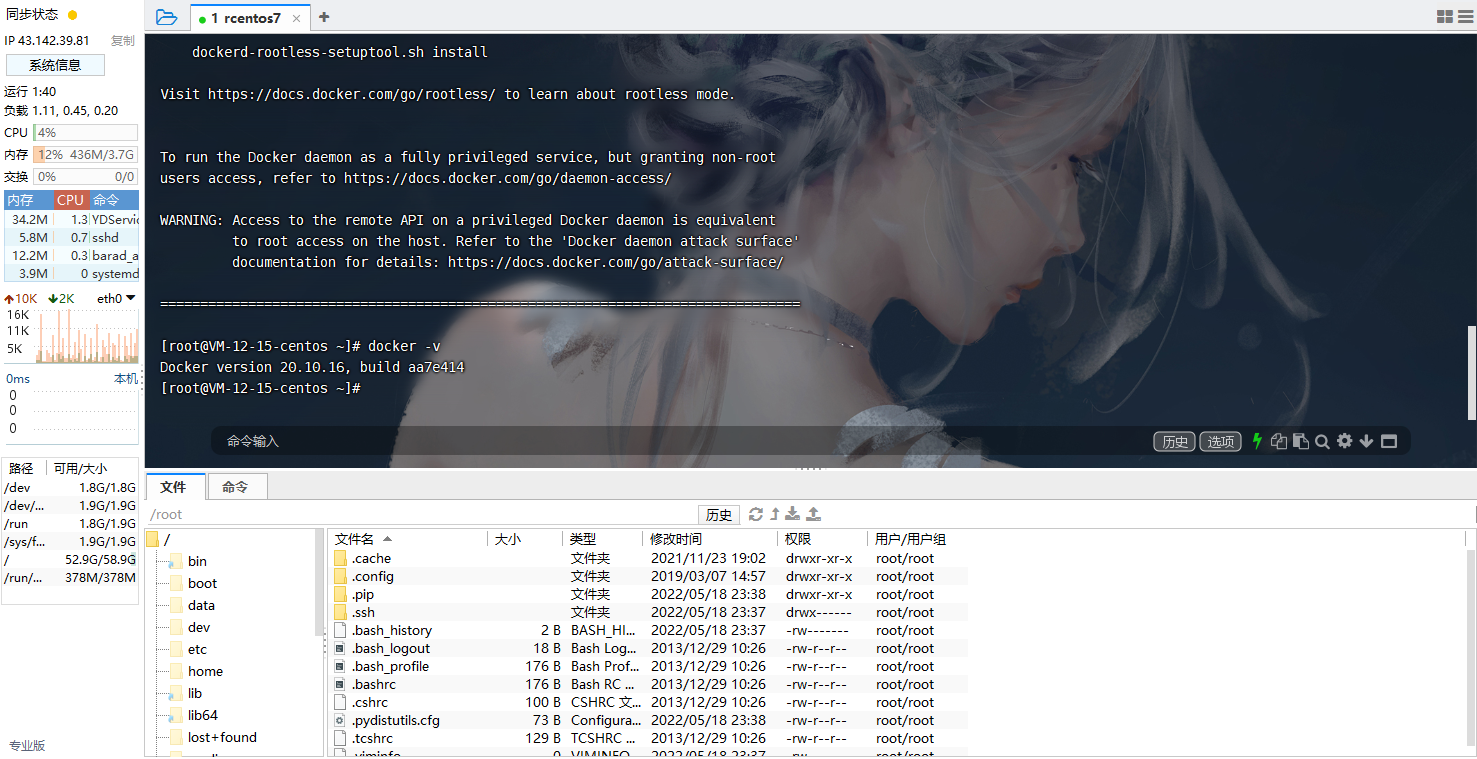 同步状态
IP 43.142.39.81 复制
系统信息
运行 1:40
负载 1.11, 0.45, 0.20
CPU 4%
内存 12% 436M/3.7G
交换 0% 0/0
内存 CPU 命令
34.2M 1.3 YDServic
5.8M 0.7 sshd
12.2M 0.3 barad_a
3.9M 0 systemd
10K 2K eth0
16K
11K
5K
0ms 本机
0
0
0
路径 可用/大小
/dev 1.8G/1.8G
/dev/... 1.9G/1.9G
/run 1.8G/1.9G
/sys/f... 1.9G/1.9G
/ 52.9G/58.9G
/run/... 378M/378M
专业版
1 rcentos7 × +
dockerd-rootless-setuptool.sh install
Visit https://docs.docker.com/go/rootless/ to learn about rootless mode.
To run the Docker daemon as a fully privileged service, but granting non-root
users access, refer to https://docs.docker.com/go/daemon-access/
WARNING: Access to the remote API on a privileged Docker daemon is equivalent
to root access on the host. Refer to the 'Docker daemon attack surface'
documentation for details: https://docs.docker.com/go/attack-surface/
================================================================================
[root@VM-12-15-centos ~]# docker -v
Docker version 20.10.16, build aa7e414
[root@VM-12-15-centos ~]#
命令输入 历史 选项
文件 命令
/root 历史
/
bin
boot
data
dev
etc
home
lib
lib64
lost+found
文件名 大小 类型 修改时间 权限 用户/用户组
.cache 文件夹 2021/11/23 19:02 drwxr-xr-x root/root
.config 文件夹 2019/03/07 14:57 drwxr-xr-x root/root
.pip 文件夹 2022/05/18 23:38 drwxr-xr-x root/root
.ssh 文件夹 2022/05/18 23:37 drwx------ root/root
.bash_history 2 B BASH_HI... 2022/05/18 23:37 -rw------- root/root
.bash_logout 18 B Bash Log... 2013/12/29 10:26 -rw-r--r-- root/root
.bash_profile 176 B Bash Prof... 2013/12/29 10:26 -rw-r--r-- root/root
.bashrc 176 B Bash RC ... 2013/12/29 10:26 -rw-r--r-- root/root
.cshrc 100 B CSHRC 文... 2013/12/29 10:26 -rw-r--r-- root/root
.pydistutils.cfg 73 B Configura... 2022/05/18 23:38 -rw-r--r-- root/root
.tcshrc 129 B TCSHRC ... 2013/12/29 10:26 -rw-r--r-- root/root
.viminfo 0 VIMINFO 2022/05/18 23:37 -rw------- root/root